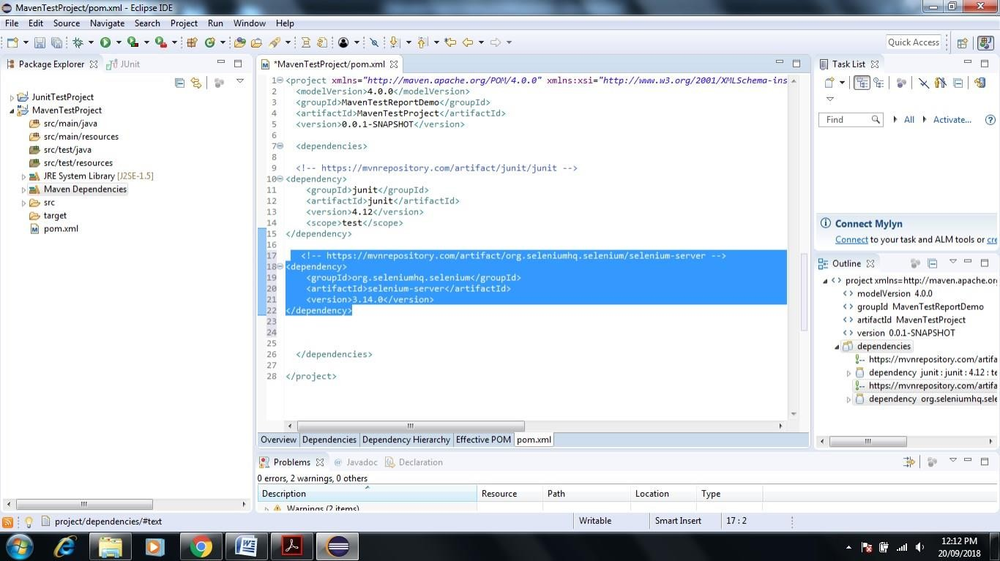 MavenTestProject/pom.xml - Eclipse IDE
File Edit Source Navigate Search Project Run Window Help
Quick Access
Package Explorer JUnit
JunitTestProject
MavenTestProject
src/main/java
src/main/resources
src/test/java
src/test/resources
JRE System Library [J2SE-1.5]
Maven Dependencies
src
target
pom.xml
*MavenTestProject/pom.xml
1 <project xmlns="http://maven.apache.org/POM/4.0.0" xmlns:xsi="http://www.w3.org/2001/XMLSchema-ins
2 <modelVersion>4.0.0</modelVersion>
3 <groupId>MavenTestReportDemo</groupId>
4 <artifactId>MavenTestProject</artifactId>
5 <version>0.0.1-SNAPSHOT</version>
6
7 <dependencies>
8
9 <!-- https://mvnrepository.com/artifact/junit/junit -->
10 <dependency>
11 <groupId>junit</groupId>
12 <artifactId>junit</artifactId>
13 <version>4.12</version>
14 <scope>test</scope>
15 </dependency>
16
17 <!-- https://mvnrepository.com/artifact/org.seleniumhq.selenium/selenium-server -->
18 <dependency>
19 <groupId>org.seleniumhq.selenium</groupId>
20 <artifactId>selenium-server</artifactId>
21 <version>3.14.0</version>
22 </dependency>
23
24
25
26 </dependencies>
27
28 </project>
Overview Dependencies Dependency Hierarchy Effective POM pom.xml
Task List
Find All Activate...
Connect Mylyn
Connect to your task and ALM tools or cre
Outline
project xmlns=http://maven.apache.org
modelVersion 4.0.0
groupId MavenTestReportDemo
artifactId MavenTestProject
version 0.0.1-SNAPSHOT
dependencies
https://mvnrepository.com/artifa
dependency junit : junit : 4.12 : te
https://mvnrepository.com/artifa
dependency org.seleniumhq.sele
Problems @ Javadoc Declaration
0 errors, 2 warnings, 0 others
Description Resource Path Location Type
Warnings (2 items)
project/dependencies/#text
Writable Smart Insert 17 : 2
12:12 PM
20/09/2018